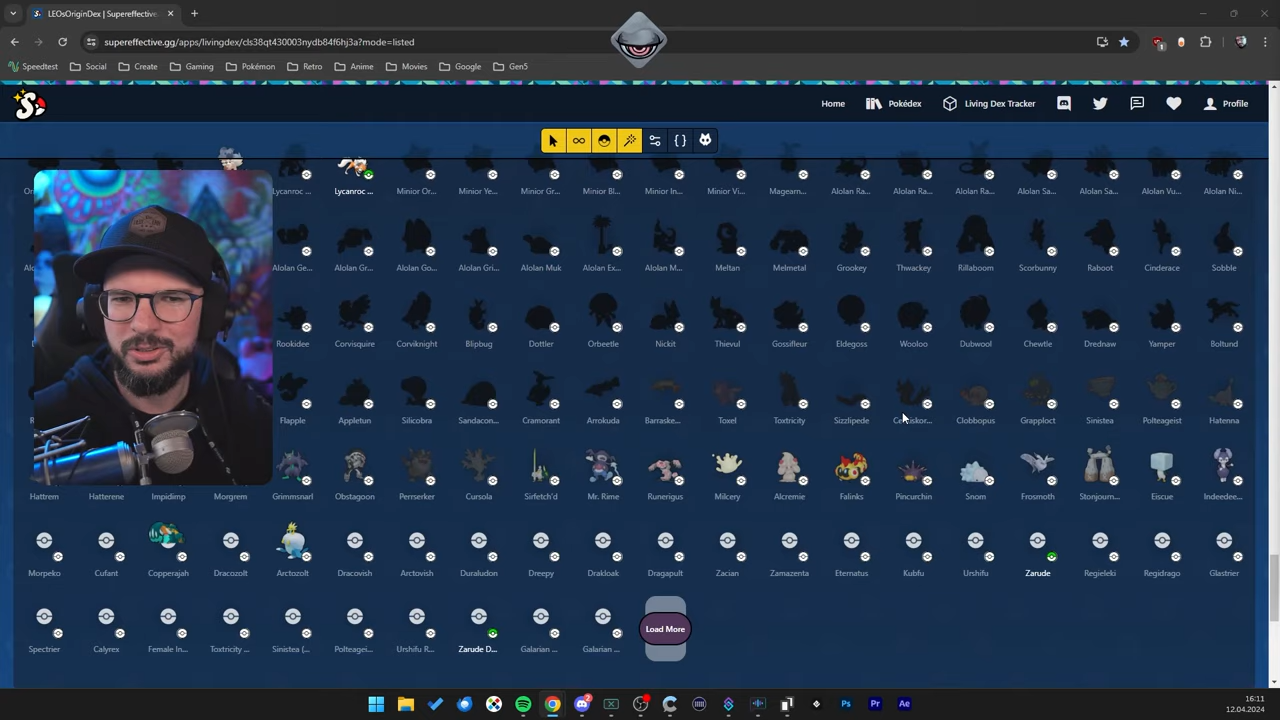 LEOsOriginDex | Supereffective.gg
supereffective.gg/apps/livingdex/cls38qt430003nydb84f6hj3a?mode=listed
Speedtest Social Create Gaming Pokémon Retro Anime Movies Google Gen5
Home Pokédex Living Dex Tracker Profile
Lycanroc ... Lycanroc ... Minior Or... Minior Ye... Minior Gr... Minior Bl... Minior In... Minior Vi... Magearn... Alolan Ra... Alolan Ra... Alolan Ra... Alolan Sa... Alolan Sa... Alolan Vu... Alolan Ni...
Alolan Ge... Alolan Gr... Alolan Go... Alolan Gri... Alolan Muk Alolan Ex... Alolan M... Meltan Melmetal Grookey Thwackey Rillaboom Scorbunny Raboot Cinderace Sobble
Rookidee Corvisquire Corviknight Blipbug Dottler Orbeetle Nickit Thievul Gossifleur Eldegoss Wooloo Dubwool Chewtle Drednaw Yamper Boltund
Flapple Appletun Silicobra Sandacon... Cramorant Arrokuda Barraske... Toxel Toxtricity Sizzlipede Clobbopus Grapploct Sinistea Polteageist Hatenna
Hattrem Hatterene Impidimp Morgrem Grimmsnarl Obstagoon Perrserker Cursola Sirfetch'd Mr. Rime Runerigus Milcery Alcremie Falinks Pincurchin Snom Frosmoth Stonjourn... Eiscue Indeedee...
Morpeko Cufant Copperajah Dracozolt Arctozolt Dracovish Arctovish Duraludon Dreepy Drakloak Dragapult Zacian Zamazenta Eternatus Kubfu Urshifu Zarude Regieleki Regidrago Glastrier
Spectrier Calyrex Female In... Toxtricity ... Sinistea (... Polteagei... Urshifu R... Zarude D... Galarian ... Galarian ... Load More
Ps Pr Ae
16:11
12.04.2024